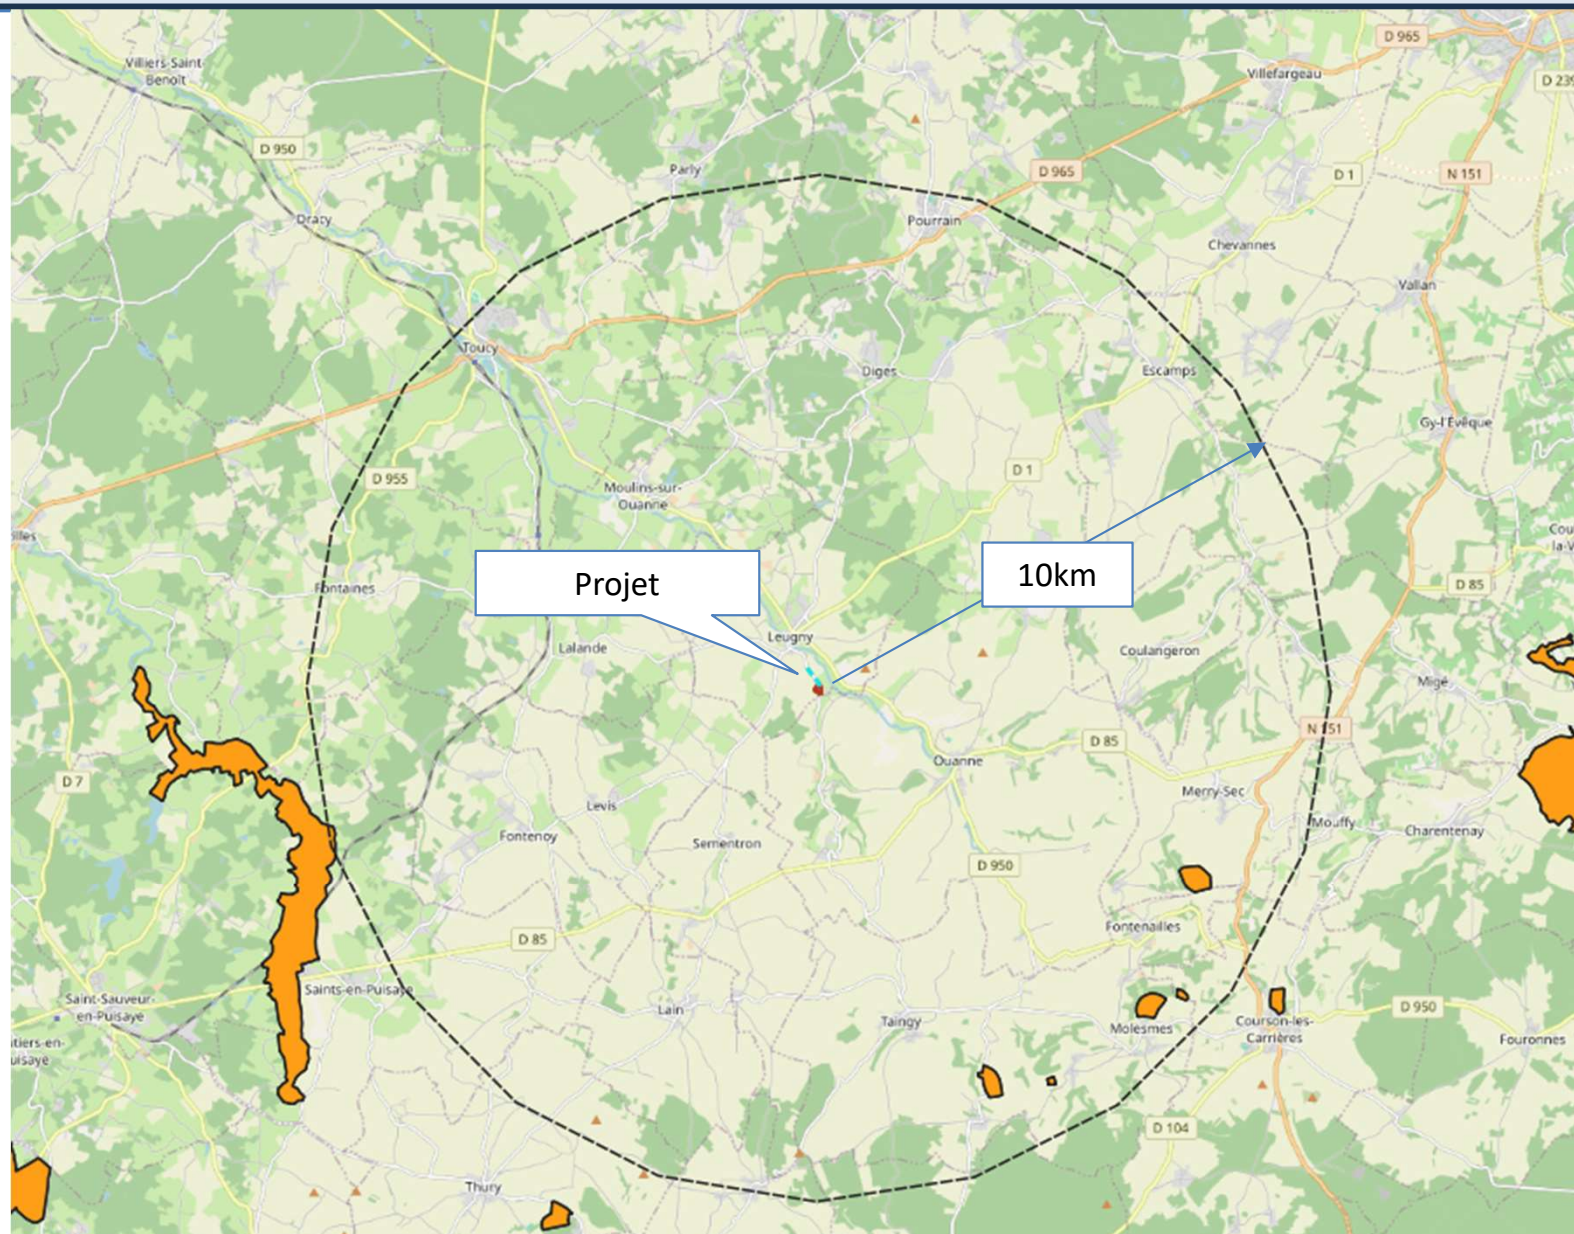 D 965
Villefargeau
D 239
Villiers-Saint-
Benoît
D 950
Parly
D 965
D 1
N 151
Dracy
Pourrain
Chevannes
Vallan
Toucy
Diges
Escamps
Gy-l'Évêque
D 955
D 1
Moulins-sur-
Ouanne
Projet
10km
D 85
Fontaines
Leugny
Lalande
Coulangeron
Migé
N 151
D 85
Ouanne
D 7
Merry-Sec
Levis
Mouffy
Charentenay
Fontenoy
Sementron
D 950
Fontenailles
D 85
Saints-en-Puisaye
Saint-Sauveur-
en-Puisaye
Lain
Taingy
Molesmes
Courson-les-
Carrières
D 950
Fouronnes
D 104
Thury